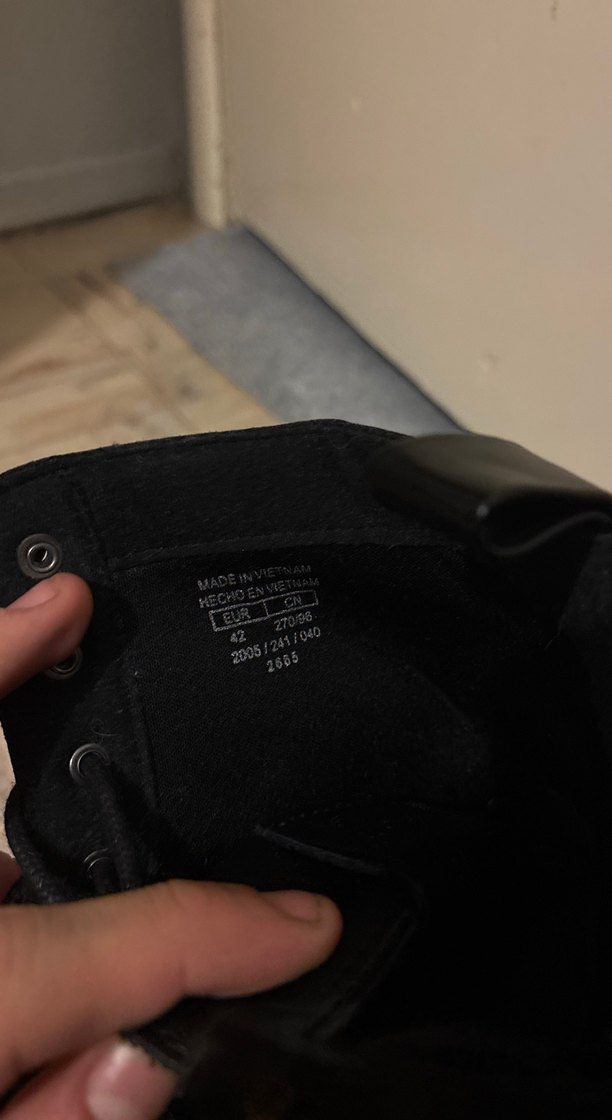 MADE IN VIETNAM
HECHO EN VIETNAM
EUR CN
42 270/96
2005 / 241 / 040
2665